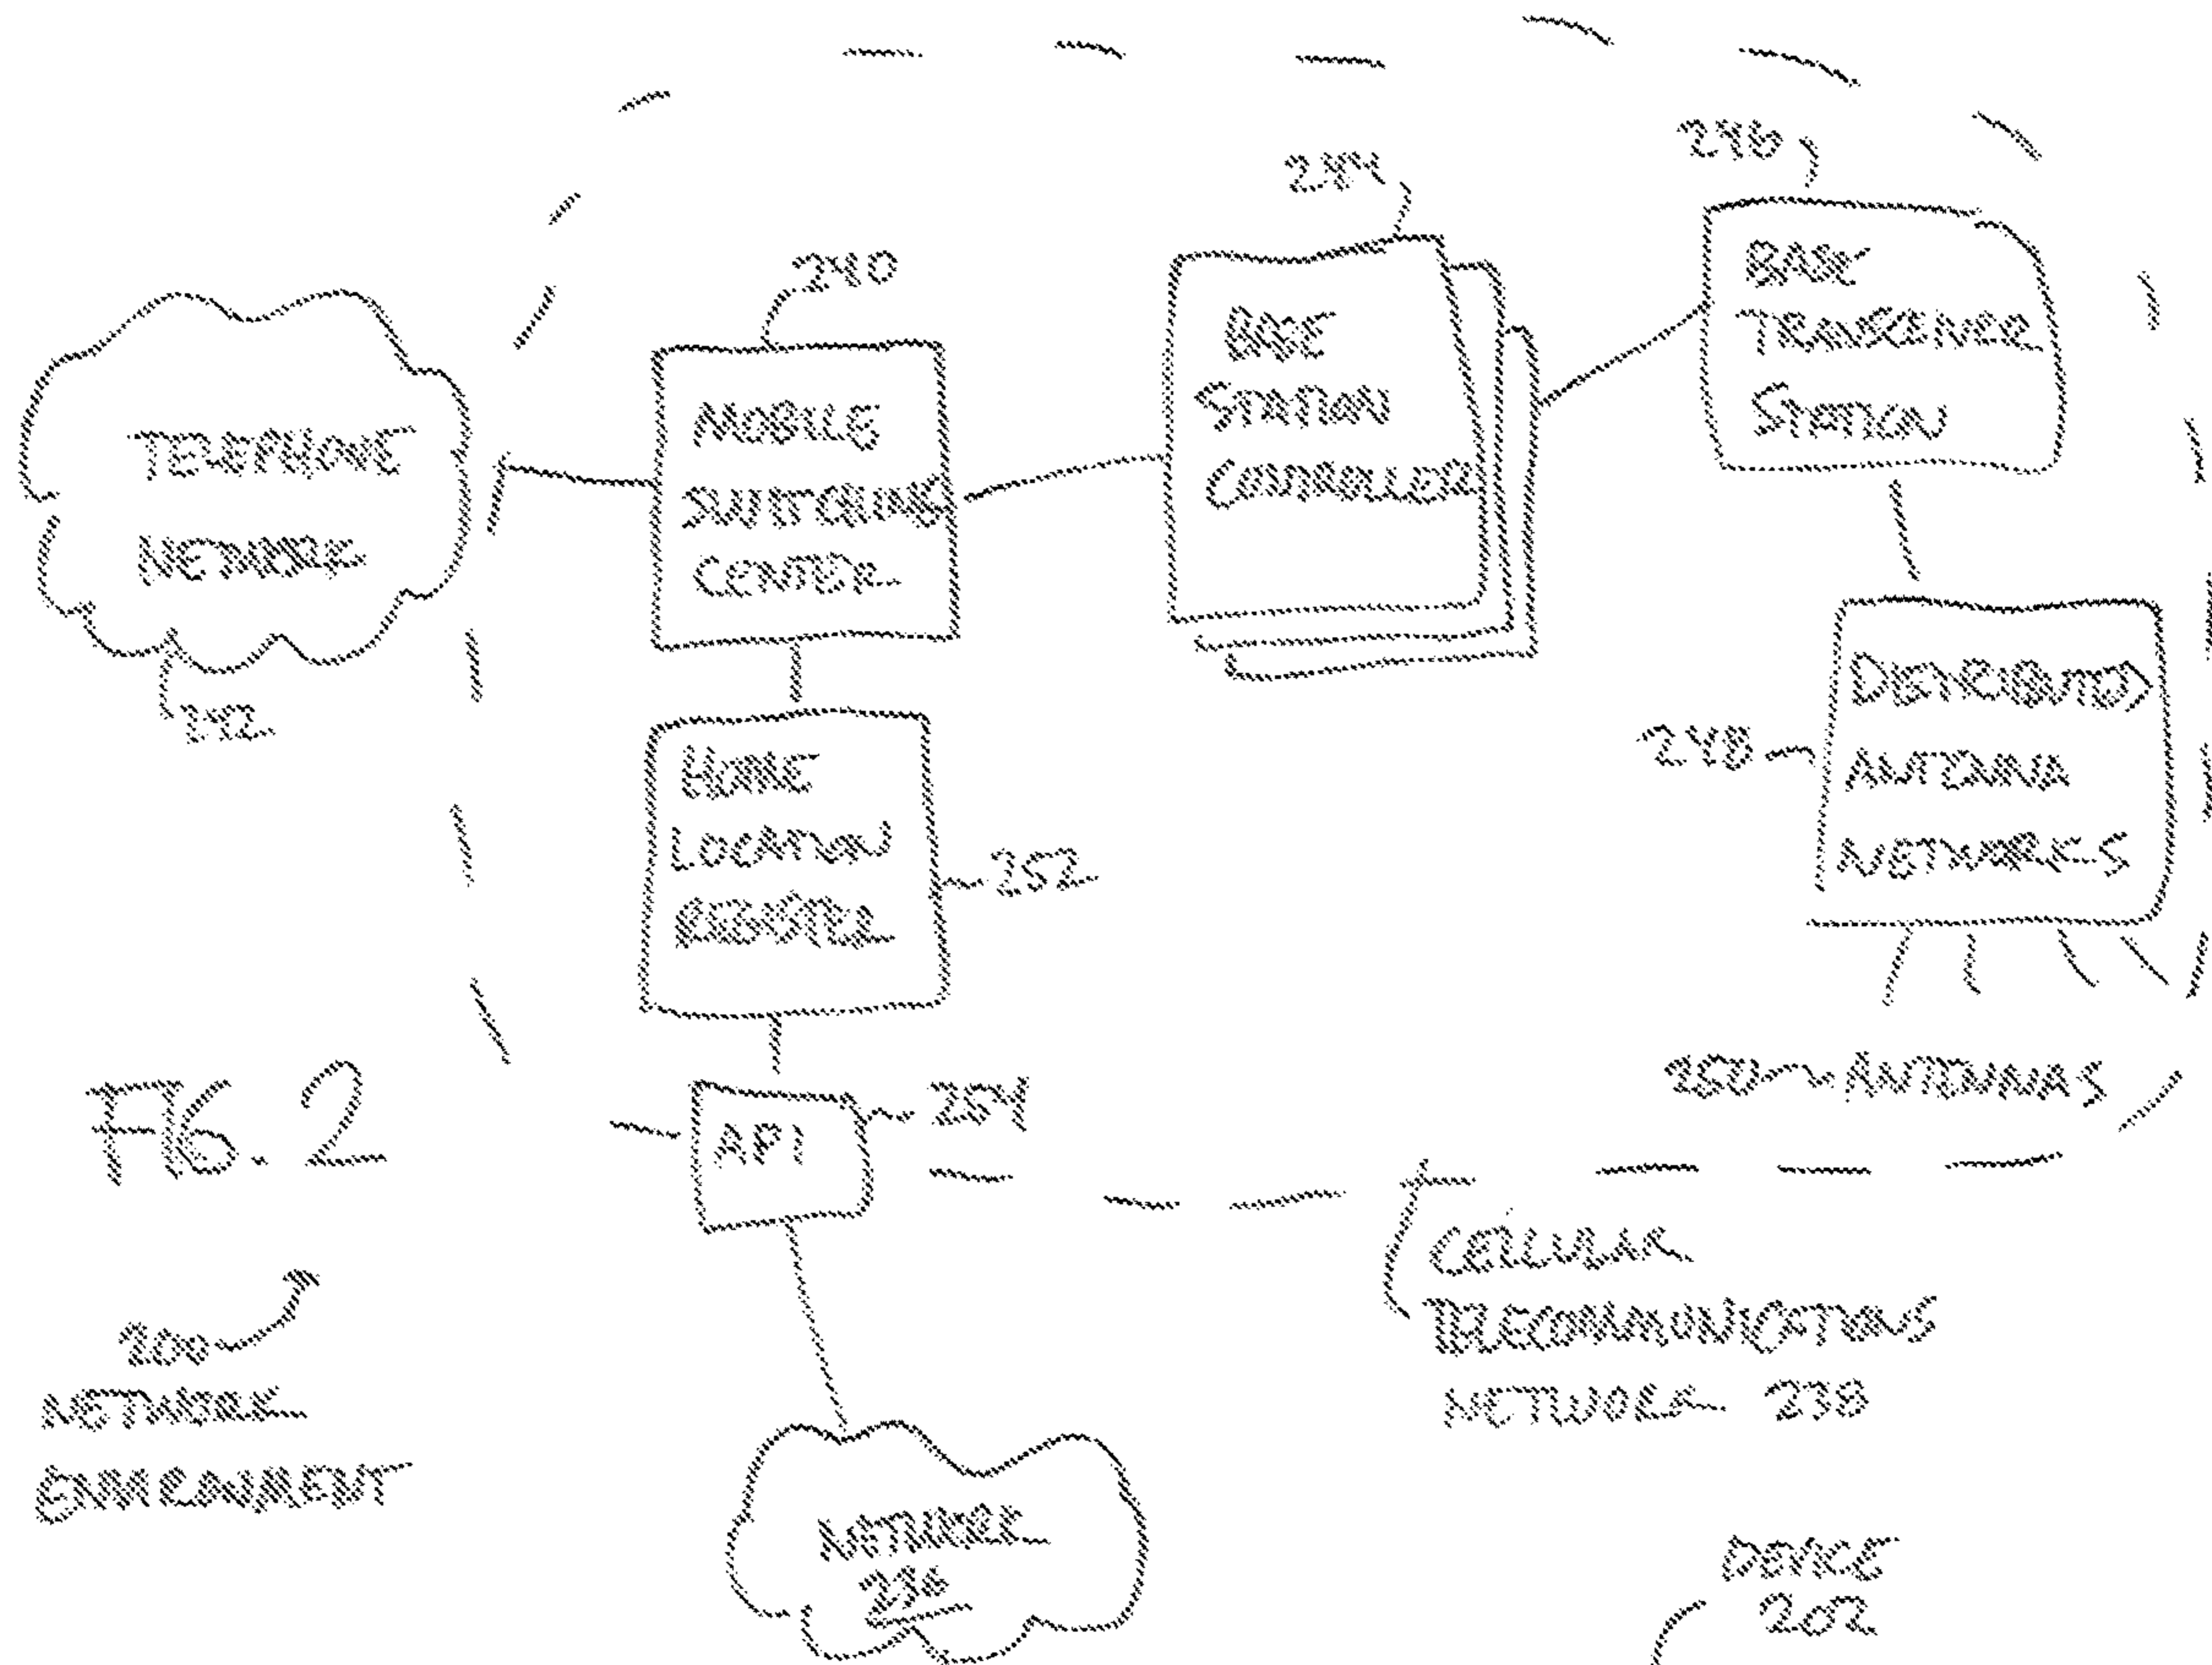 246
244
240
BASE
TRANSCEIVER
STATION
BASE
STATION
CONTROLLER
MOBILE
SWITCHING
CENTER
TELEPHONE
NETWORK
242
DISTRIBUTED
ANTENNA
NETWORKS
248
HOME
LOCATION
REGISTER
252
250 ANTENNAS
254
API
FIG. 2
CELLULAR
TELECOMMUNICATIONS
NETWORK 238
200
NETWORK
ENVIRONMENT
NETWORK
236
DEVICE
202